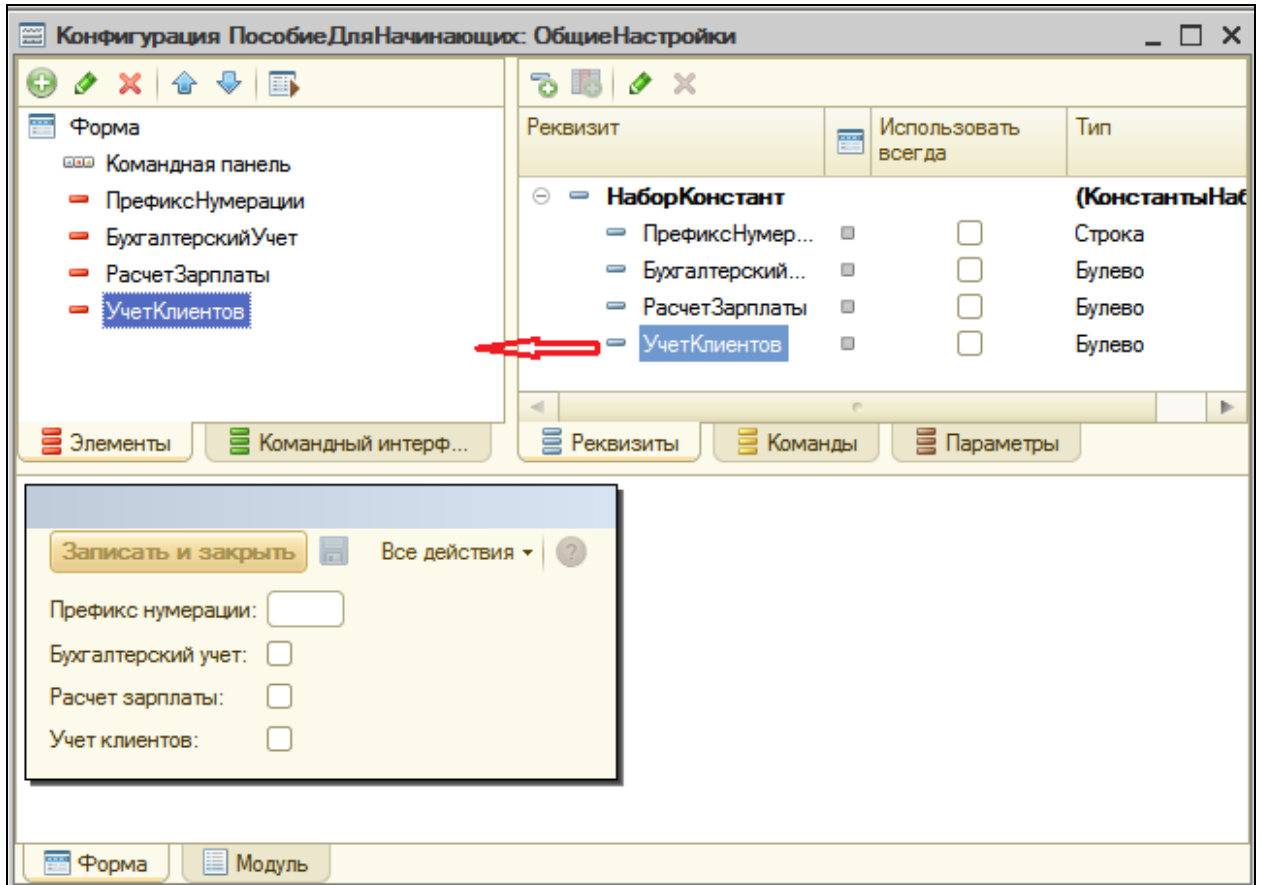 Конфигурация ПособиеДляНачинающих: ОбщиеНастройки
Форма
Командная панель
ПрефиксНумерации
БухгалтерскийУчет
РасчетЗарплаты
УчетКлиентов
Элементы
Командный интерф...
Реквизит
Использовать всегда
Тип
НаборКонстант (КонстантыНаб
ПрефиксНумер... Строка
Бухгалтерский... Булево
РасчетЗарплаты Булево
УчетКлиентов Булево
Реквизиты
Команды
Параметры
Записать и закрыть
Все действия
?
Префикс нумерации:
Бухгалтерский учет:
Расчет зарплаты:
Учет клиентов:
Форма
Модуль